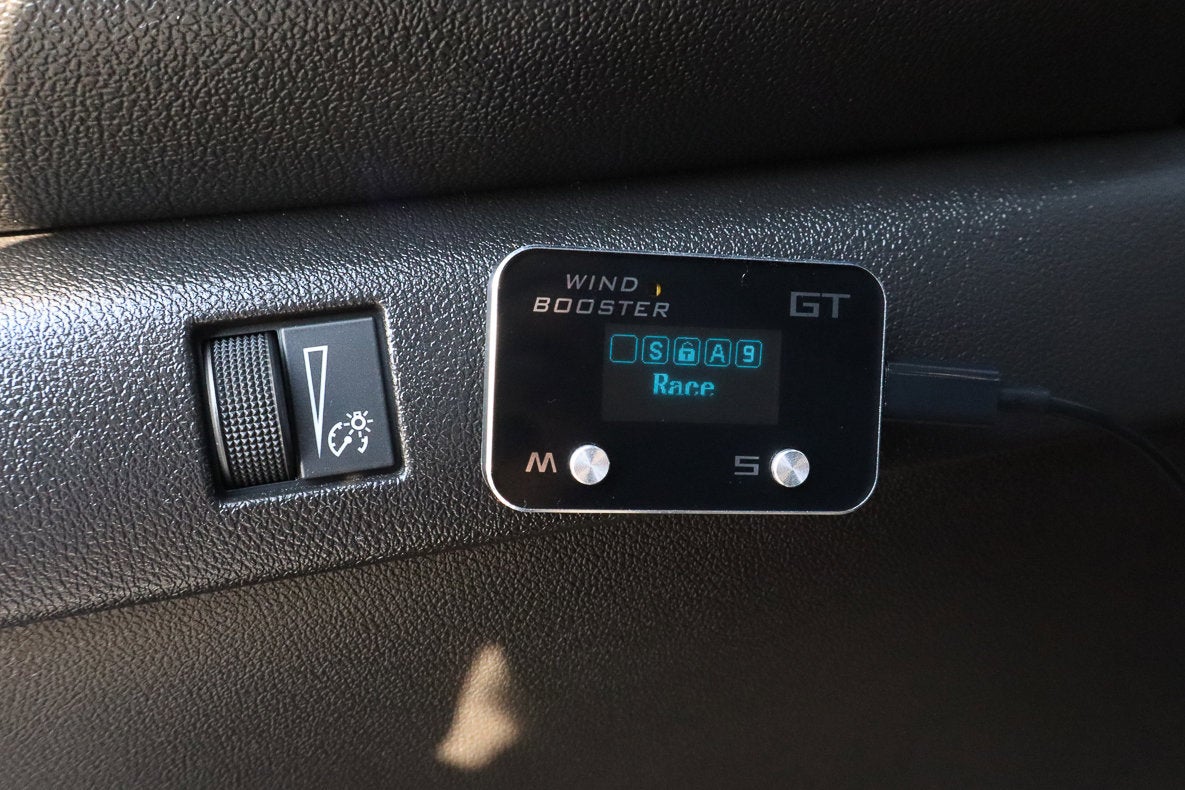 WIND
BOOSTER
GT
S T A 9
Race
M S